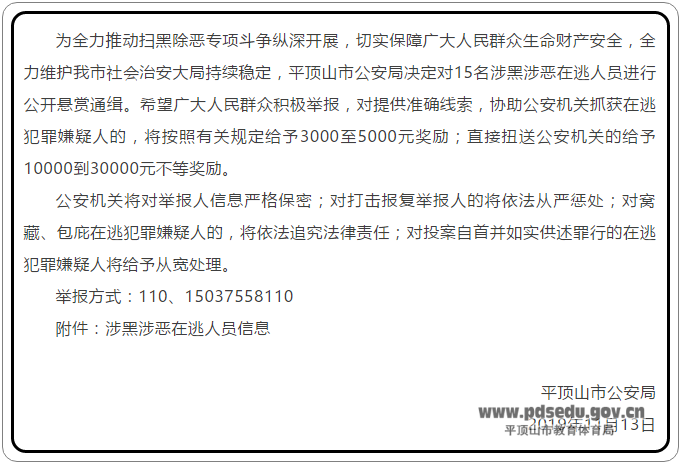 为全力推动扫黑除恶专项斗争纵深开展，切实保障广大人民群众生命财产安全，全
力维护我市社会治安大局持续稳定，平顶山市公安局决定对15名涉黑涉恶在逃人员进行
公开悬赏通缉。希望广大人民群众积极举报，对提供准确线索，协助公安机关抓获在逃
犯罪嫌疑人的，将按照有关规定给予3000至5000元奖励；直接扭送公安机关的给予
10000到30000元不等奖励。
公安机关将对举报人信息严格保密；对打击报复举报人的将依法从严惩处；对窝
藏、包庇在逃犯罪嫌疑人的，将依法追究法律责任；对投案自首并如实供述罪行的在逃
犯罪嫌疑人将给予从宽处理。
举报方式：110、15037558110
附件：涉黑涉恶在逃人员信息
平顶山市公安局
www.pdsedu.gov.cn
2019年11月13日
平顶山市教育体育局